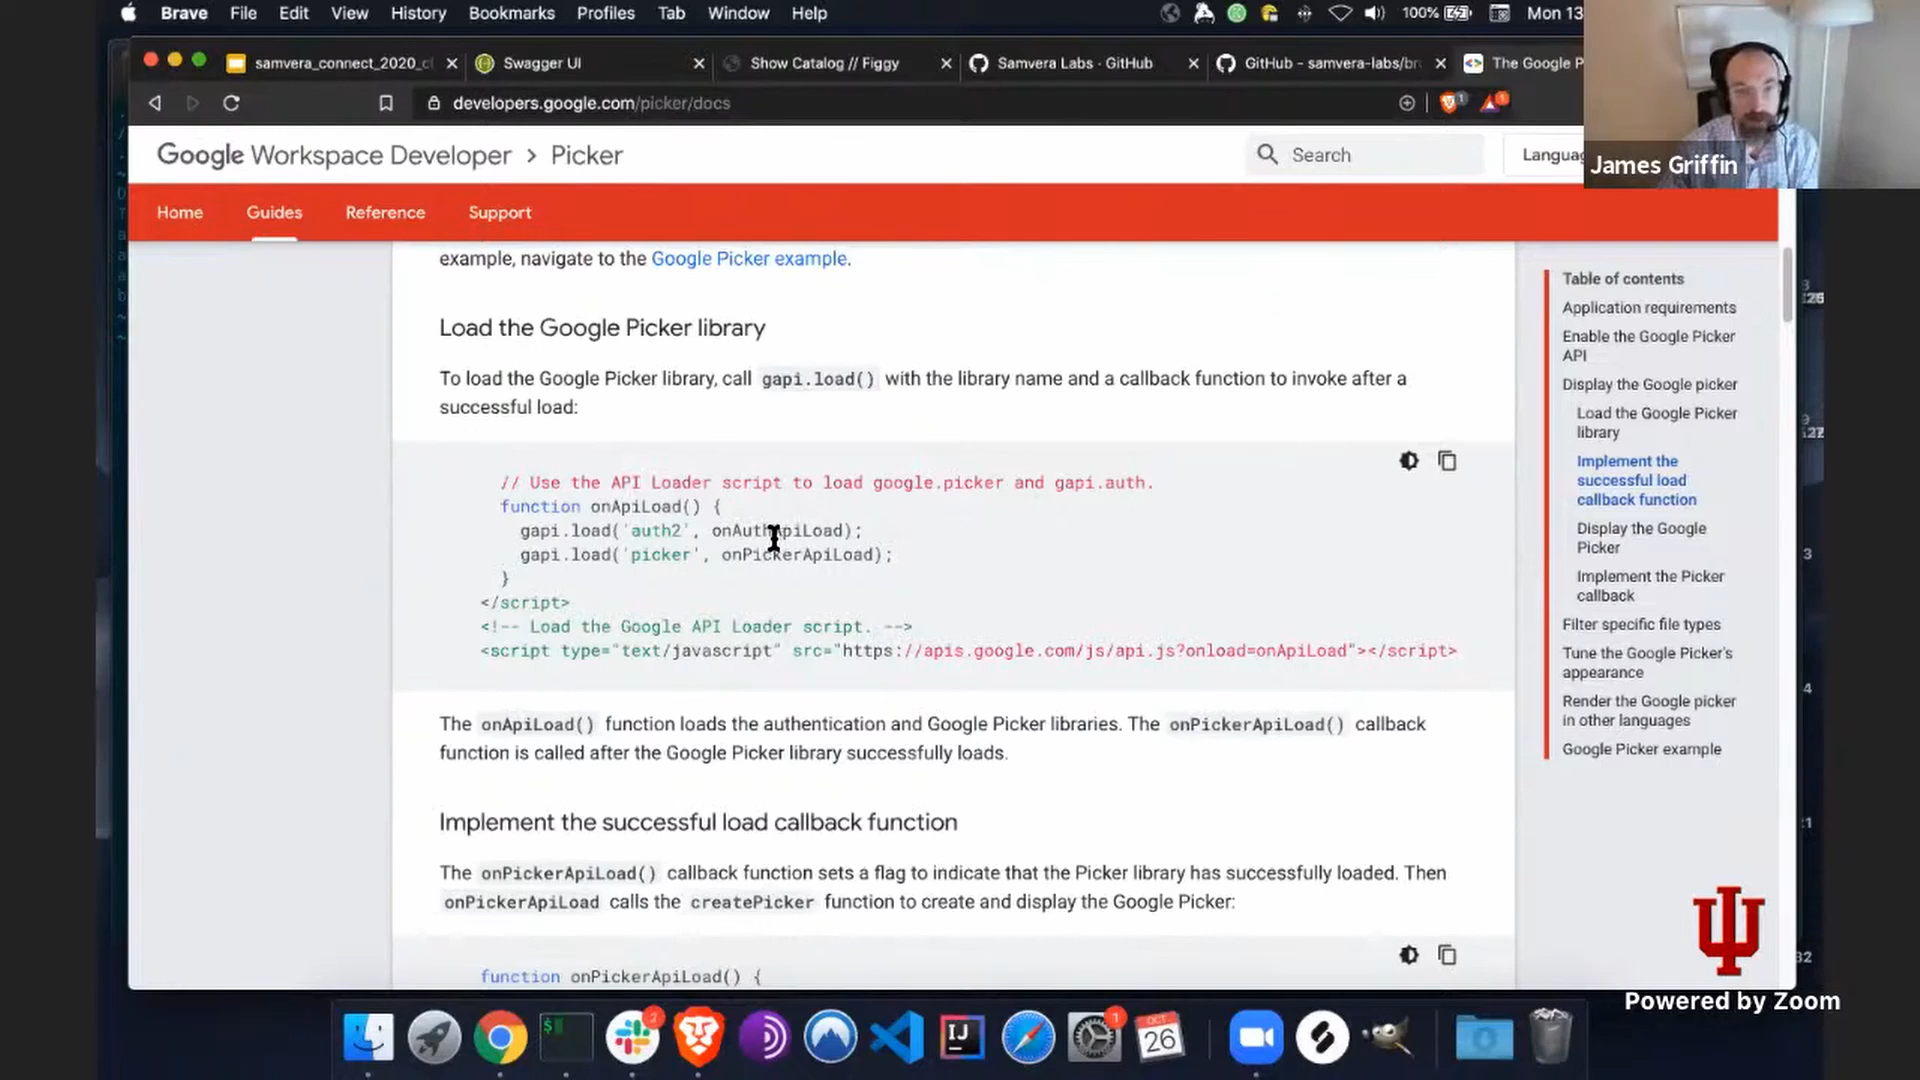 Brave File Edit View History Bookmarks Profiles Tab Window Help 100% Mon 13
samvera_connect_2020_c Swagger UI Show Catalog // Figgy Samvera Labs · GitHub GitHub - samvera-labs/br The Google P
developers.google.com/picker/docs
Google Workspace Developer > Picker
Search
Langua
James Griffin
Home Guides Reference Support
example, navigate to the Google Picker example.
Load the Google Picker library
To load the Google Picker library, call gapi.load() with the library name and a callback function to invoke after a
successful load:
// Use the API Loader script to load google.picker and gapi.auth.
function onApiLoad() {
gapi.load('auth2', onAuthApiLoad);
gapi.load('picker', onPickerApiLoad);
}
</script>
<!-- Load the Google API Loader script. -->
<script type="text/javascript" src="https://apis.google.com/js/api.js?onload=onApiLoad"></script>
The onApiLoad() function loads the authentication and Google Picker libraries. The onPickerApiLoad() callback
function is called after the Google Picker library successfully loads.
Implement the successful load callback function
The onPickerApiLoad() callback function sets a flag to indicate that the Picker library has successfully loaded. Then
onPickerApiLoad calls the createPicker function to create and display the Google Picker:
function onPickerApiLoad() {
Table of contents
Application requirements
Enable the Google Picker
API
Display the Google picker
Load the Google Picker
library
Implement the
successful load
callback function
Display the Google
Picker
Implement the Picker
callback
Filter specific file types
Tune the Google Picker's
appearance
Render the Google picker
in other languages
Google Picker example
Powered by Zoom
$
2
IJ
1
OCT
26